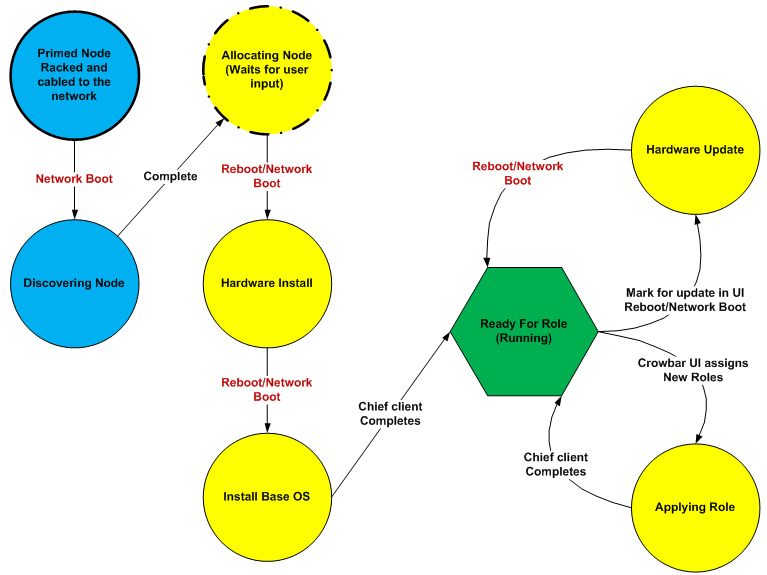 Primed Node
Racked and
cabled to the
network
Network Boot
Discovering Node
Complete
Allocating Node
(Waits for user
input)
Reboot/Network
Boot
Hardware Install
Reboot/Network
Boot
Install Base OS
Chief client
Completes
Ready For Role
(Running)
Reboot/Network
Boot
Hardware Update
Mark for update in UI
Reboot/Network Boot
Crowbar UI assigns
New Roles
Chief client
Completes
Applying Role